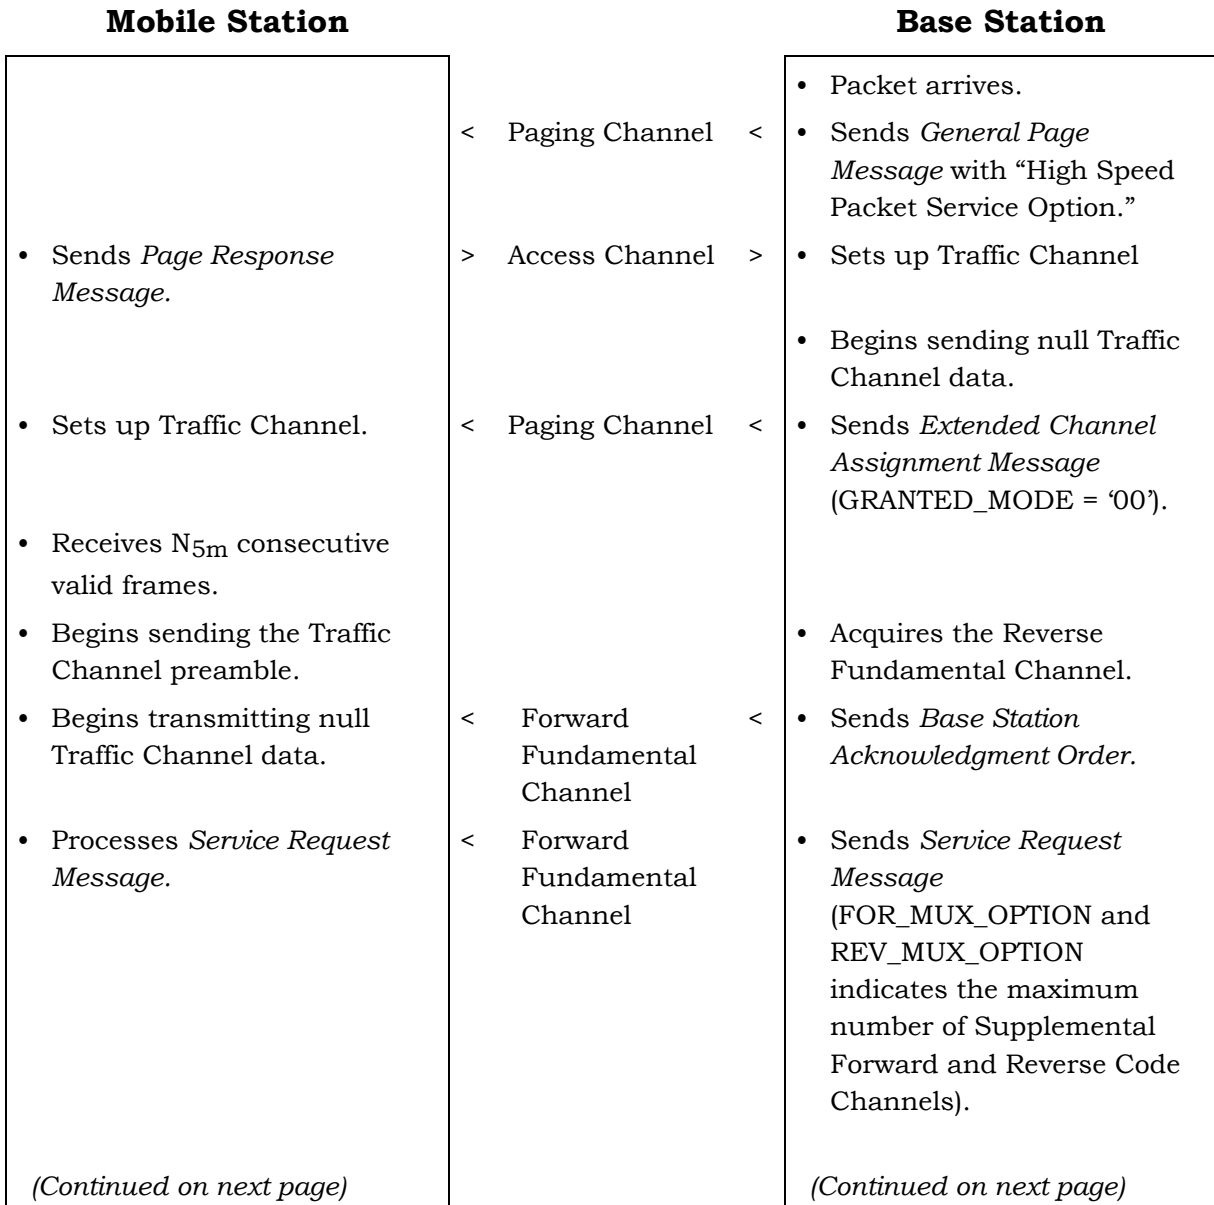 Mobile Station Base Station
• Packet arrives.
< Paging Channel < • Sends General Page
Message with “High Speed
Packet Service Option.”
• Sends Page Response > Access Channel > • Sets up Traffic Channel
Message.
• Begins sending null Traffic
Channel data.
• Sets up Traffic Channel. < Paging Channel < • Sends Extended Channel
Assignment Message
(GRANTED_MODE = ‘00’).
• Receives N5m consecutive
valid frames.
• Begins sending the Traffic • Acquires the Reverse
Channel preamble. Fundamental Channel.
• Begins transmitting null < Forward < • Sends Base Station
Traffic Channel data. Fundamental Acknowledgment Order.
Channel
• Processes Service Request < Forward • Sends Service Request
Message. Fundamental Message
Channel (FOR_MUX_OPTION and
REV_MUX_OPTION
indicates the maximum
number of Supplemental
Forward and Reverse Code
Channels).
(Continued on next page) (Continued on next page)